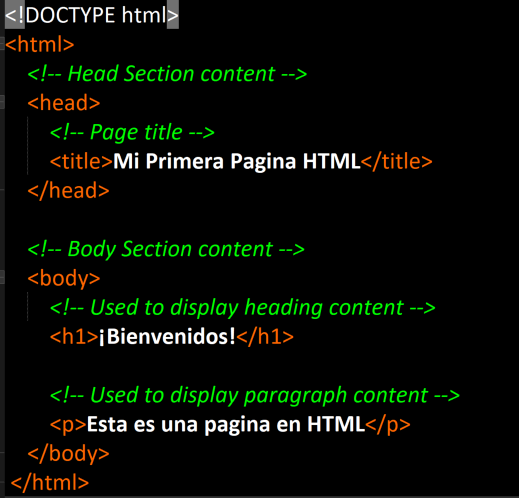 <!DOCTYPE html>
<html>
<!-- Head Section content -->
<head>
<!-- Page title -->
<title>Mi Primera Pagina HTML</title>
</head>
<!-- Body Section content -->
<body>
<!-- Used to display heading content -->
<h1>¡Bienvenidos!</h1>
<!-- Used to display paragraph content -->
<p>Esta es una pagina en HTML</p>
</body>
</html>